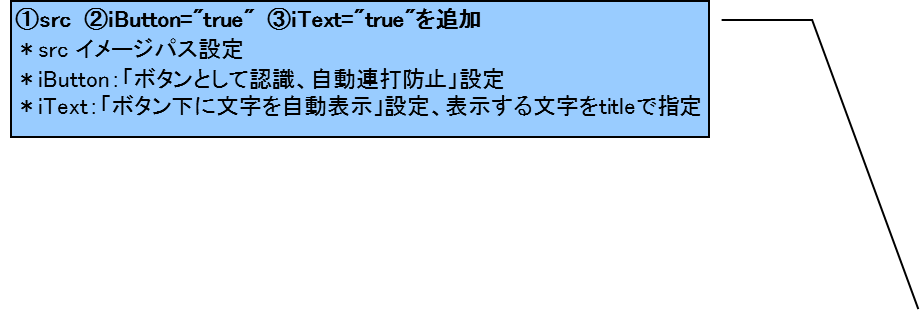 ①src ②iButton="true" ③iText="true"を追加
＊src イメージパス設定
＊iButton：「ボタンとして認識、自動連打防止」設定
＊iText：「ボタン下に文字を自動表示」設定、表示する文字をtitleで指定